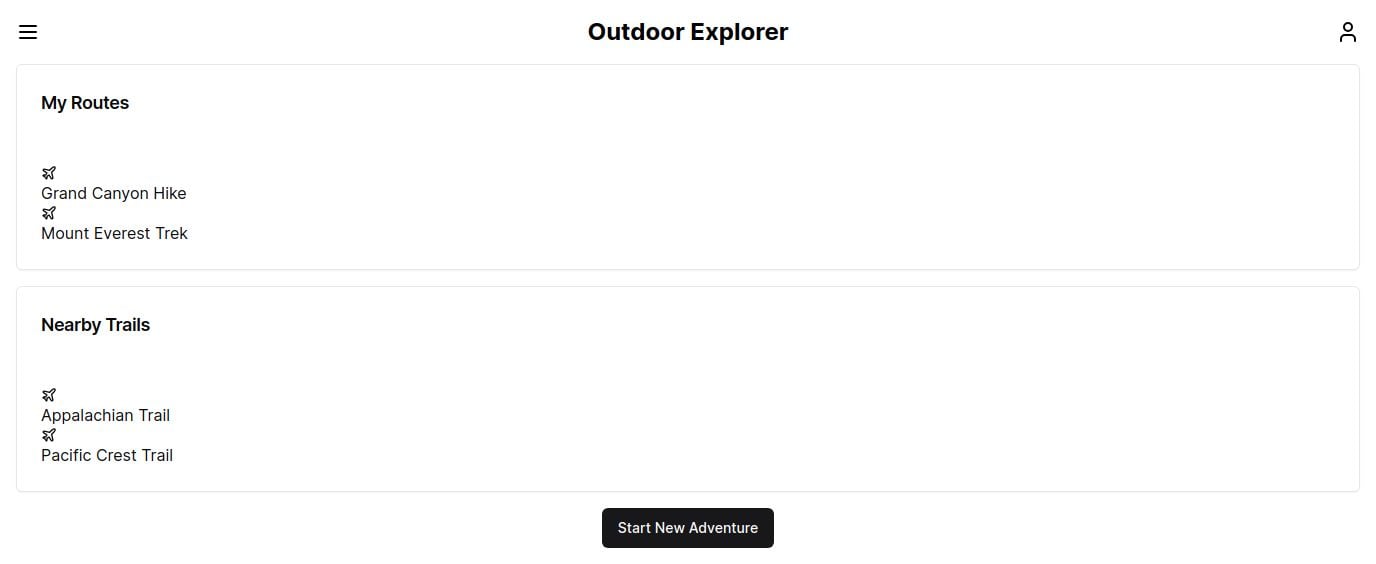 Outdoor Explorer
My Routes
Grand Canyon Hike
Mount Everest Trek
Nearby Trails
Appalachian Trail
Pacific Crest Trail
Start New Adventure